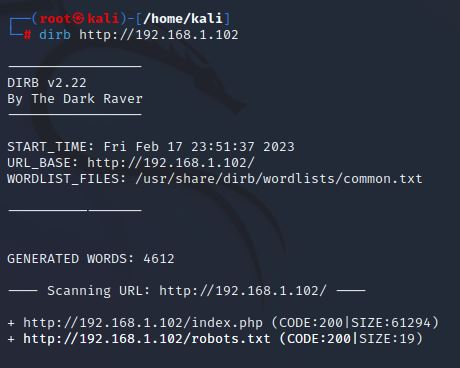 ┌──(root㉿kali)-[/home/kali]
└─# dirb http://192.168.1.102
-----------------
DIRB v2.22
By The Dark Raver
-----------------
START_TIME: Fri Feb 17 23:51:37 2023
URL_BASE: http://192.168.1.102/
WORDLIST_FILES: /usr/share/dirb/wordlists/common.txt
-----------------
GENERATED WORDS: 4612
---- Scanning URL: http://192.168.1.102/ ----
+ http://192.168.1.102/index.php (CODE:200|SIZE:61294)
+ http://192.168.1.102/robots.txt (CODE:200|SIZE:19)